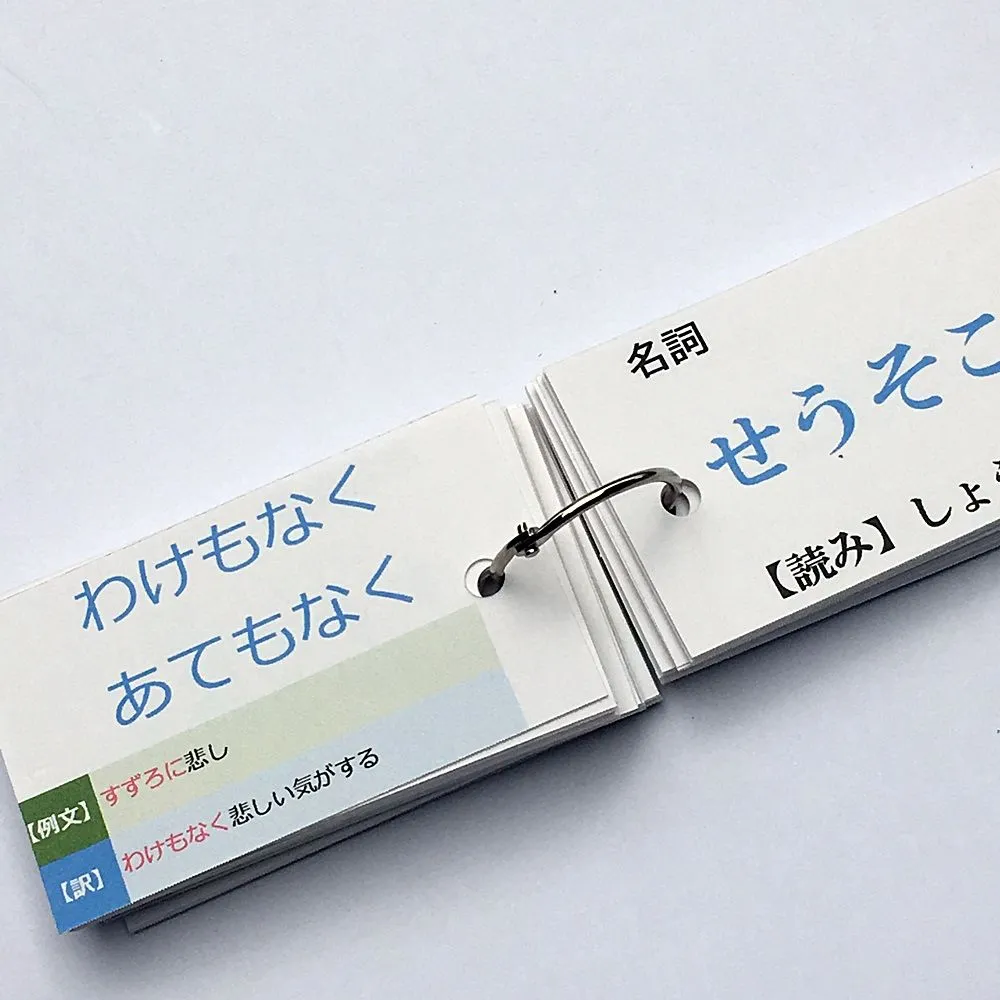 わけもなく
あてもなく
【例文】すずろに悲し
【訳】わけもなく悲しい気がする
名詞
せうそこ
【読み】しょう